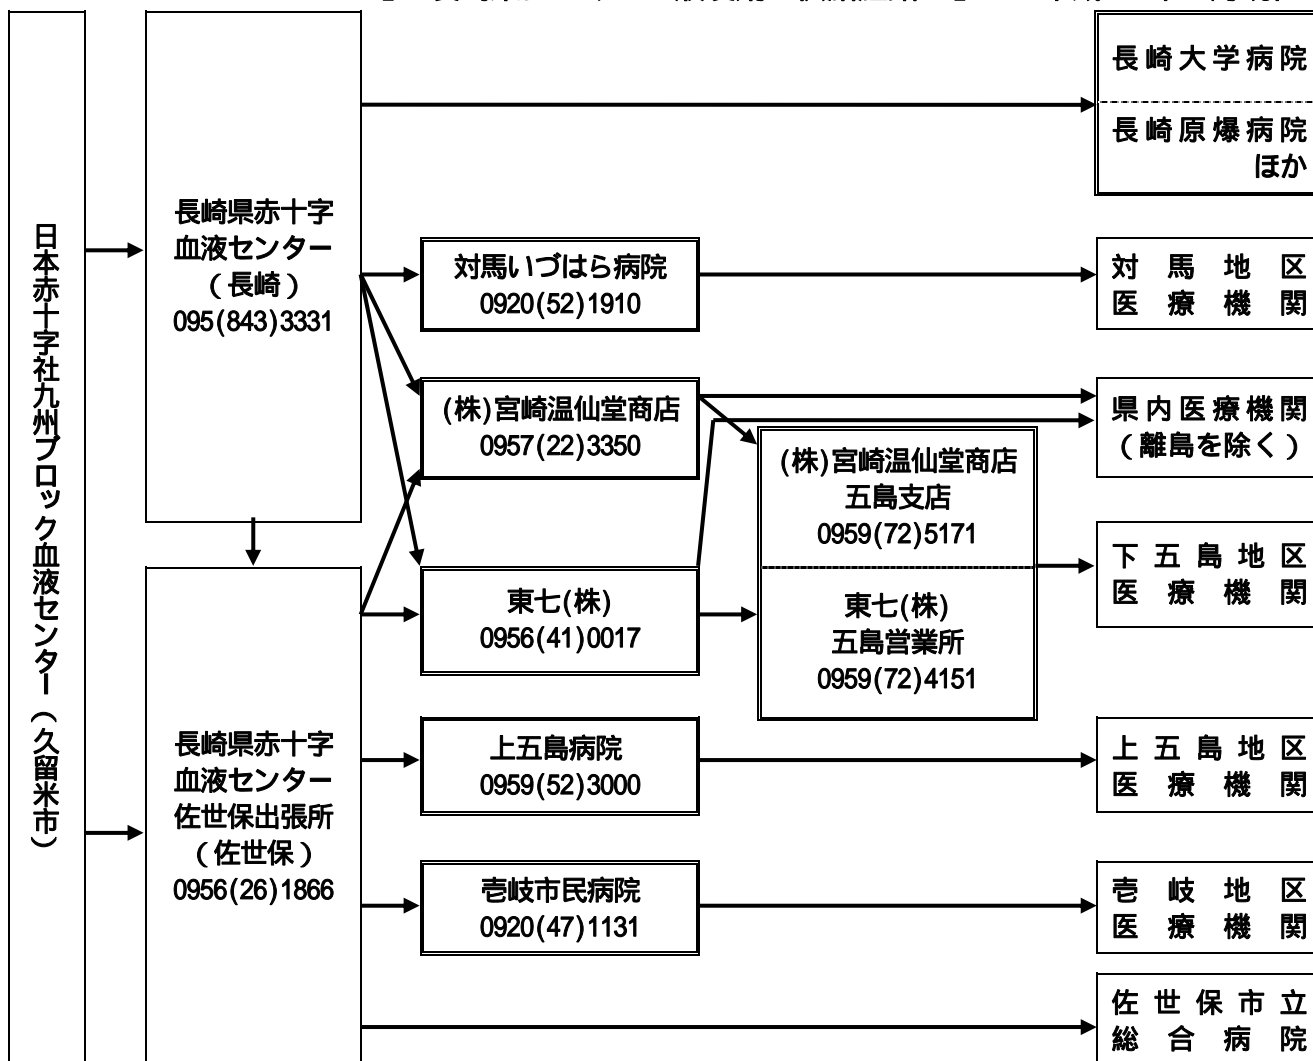 日本赤十字社九州ブロック血液センター（久留米市）
長崎県赤十字
血液センター
（長崎）
095(843)3331
長崎県赤十字
血液センター
佐世保出張所
（佐世保）
0956(26)1866
対馬いづはら病院
0920(52)1910
(株)宮崎温仙堂商店
0957(22)3350
東七(株)
0956(41)0017
上五島病院
0959(52)3000
壱岐市民病院
0920(47)1131
(株)宮崎温仙堂商店
五島支店
0959(72)5171
東七(株)
五島営業所
0959(72)4151
長崎大学病院
長崎原爆病院
ほか
対馬地区
医療機関
県内医療機関
（離島を除く）
下五島地区
医療機関
上五島地区
医療機関
壱岐地区
医療機関
佐世保市立
総合病院